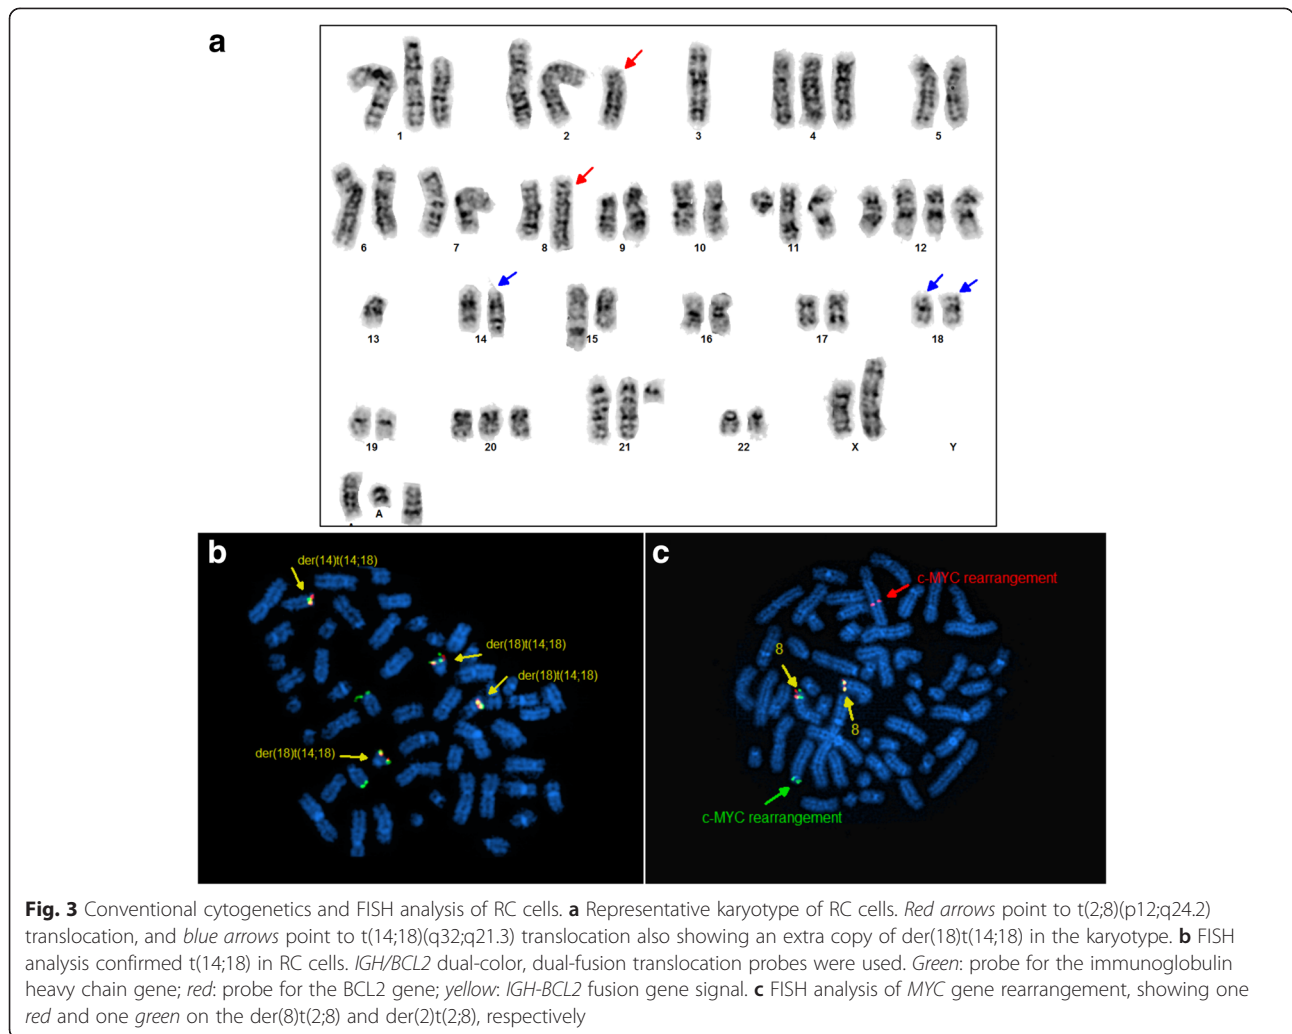 a
1 2 3 4 5
6 7 8 9 10 11 12
13 14 15 16 17 18
19 20 21 22 X Y
A
b
der(14)t(14;18)
der(18)t(14;18)
der(18)t(14;18)
der(18)t(14;18)
c
c-MYC rearrangement
8
8
c-MYC rearrangement
Fig. 3 Conventional cytogenetics and FISH analysis of RC cells. a Representative karyotype of RC cells. Red arrows point to t(2;8)(p12;q24.2)
translocation, and blue arrows point to t(14;18)(q32;q21.3) translocation also showing an extra copy of der(18)t(14;18) in the karyotype. b FISH
analysis confirmed t(14;18) in RC cells. IGH/BCL2 dual-color, dual-fusion translocation probes were used. Green: probe for the immunoglobulin
heavy chain gene; red: probe for the BCL2 gene; yellow: IGH-BCL2 fusion gene signal. c FISH analysis of MYC gene rearrangement, showing one
red and one green on the der(8)t(2;8) and der(2)t(2;8), respectively